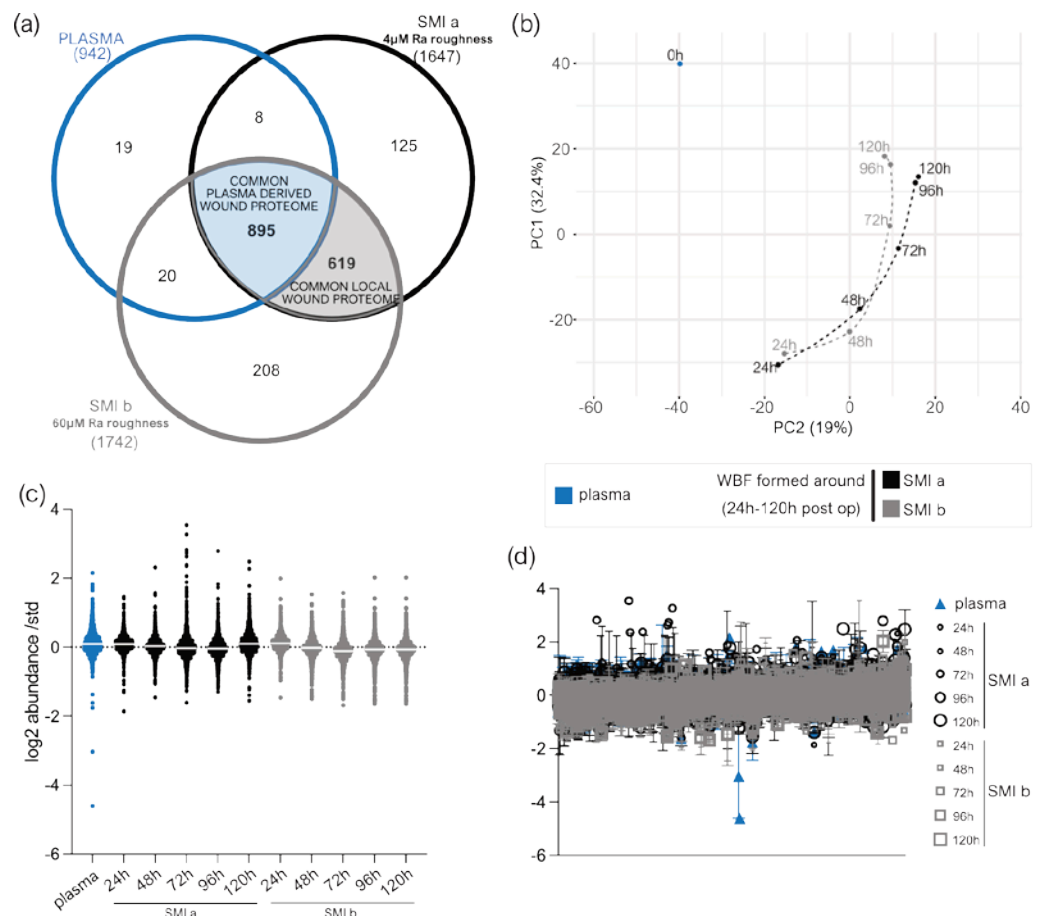 (a)
PLASMA
(942)
SMI a
4µM Ra roughness
(1647)
8
19
125
COMMON
PLASMA DERIVED
WOUND PROTEOME
895
619
COMMON LOCAL
WOUND PROTEOME
20
208
SMI b
60µM Ra roughness
(1742)
(b)
PC1 (32.4%)
40
20
0
-20
-60
-40
-20
0
20
40
PC2 (19%)
0h
120h
96h
72h
48h
24h
120h
96h
72h
48h
24h
plasma
WBF formed around
(24h-120h post op)
SMI a
SMI b
(c)
log2 abundance /std
4
2
0
-2
-4
-6
plasma
24h
48h
72h
96h
120h
24h
48h
72h
96h
120h
SMI a
SMI b
(d)
4
2
0
-2
-4
-6
plasma
24h
48h
72h
96h
120h
SMI a
24h
48h
72h
96h
120h
SMI b